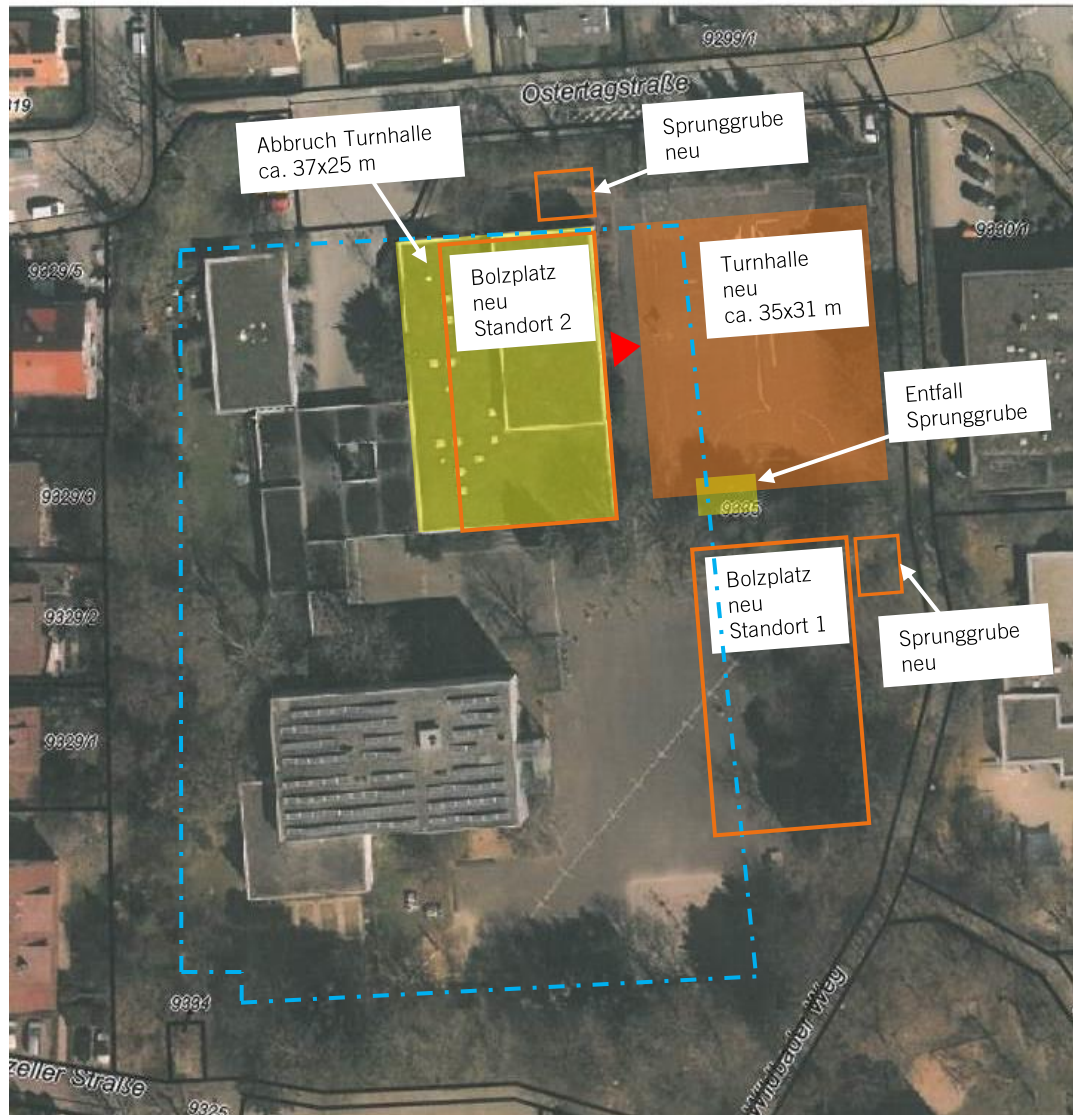 9299/1
319
Ostertagstraße
Abbruch Turnhalle
ca. 37x25 m
Sprunggrube
neu
9330/1
9329/5
Bolzplatz
neu
Standort 2
Turnhalle
neu
ca. 35x31 m
Entfall
Sprunggrube
9329/3
9335
Bolzplatz
neu
Standort 1
9329/2
Sprunggrube
neu
9329/1
9334
zeller Straße
9325
Wildbader Weg